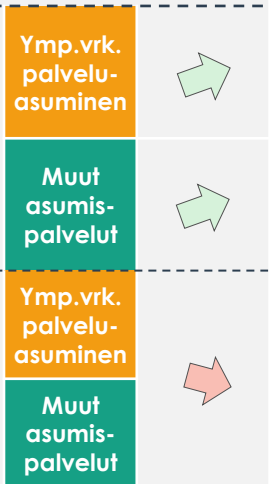 Ymp.vrk.
palvelu-
asuminen
Muut
asumis-
palvelut
Ymp.vrk.
palvelu-
asuminen
Muut
asumis-
palvelut